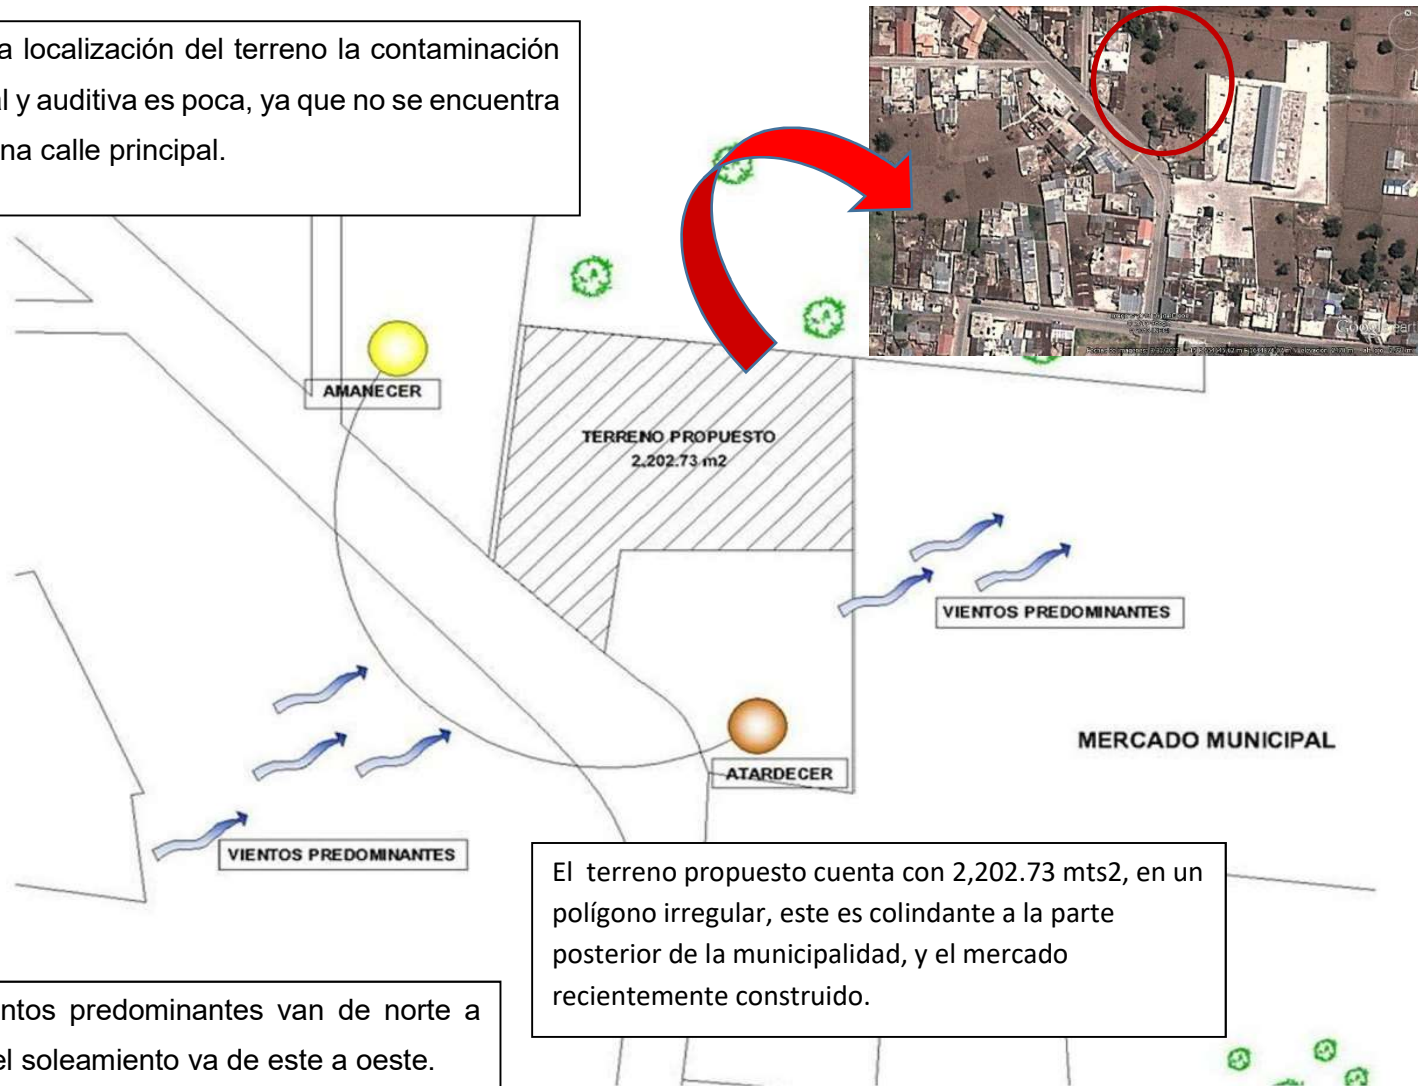 a localización del terreno la contaminación
al y auditiva es poca, ya que no se encuentra
na calle principal.
AMANECER
TERRENO PROPUESTO
2,202.73 m2
VIENTOS PREDOMINANTES
MERCADO MUNICIPAL
ATARDECER
VIENTOS PREDOMINANTES
El terreno propuesto cuenta con 2,202.73 mts2, en un
polígono irregular, este es colindante a la parte
posterior de la municipalidad, y el mercado
recientemente construido.
ntos predominantes van de norte a
el soleamiento va de este a oeste.